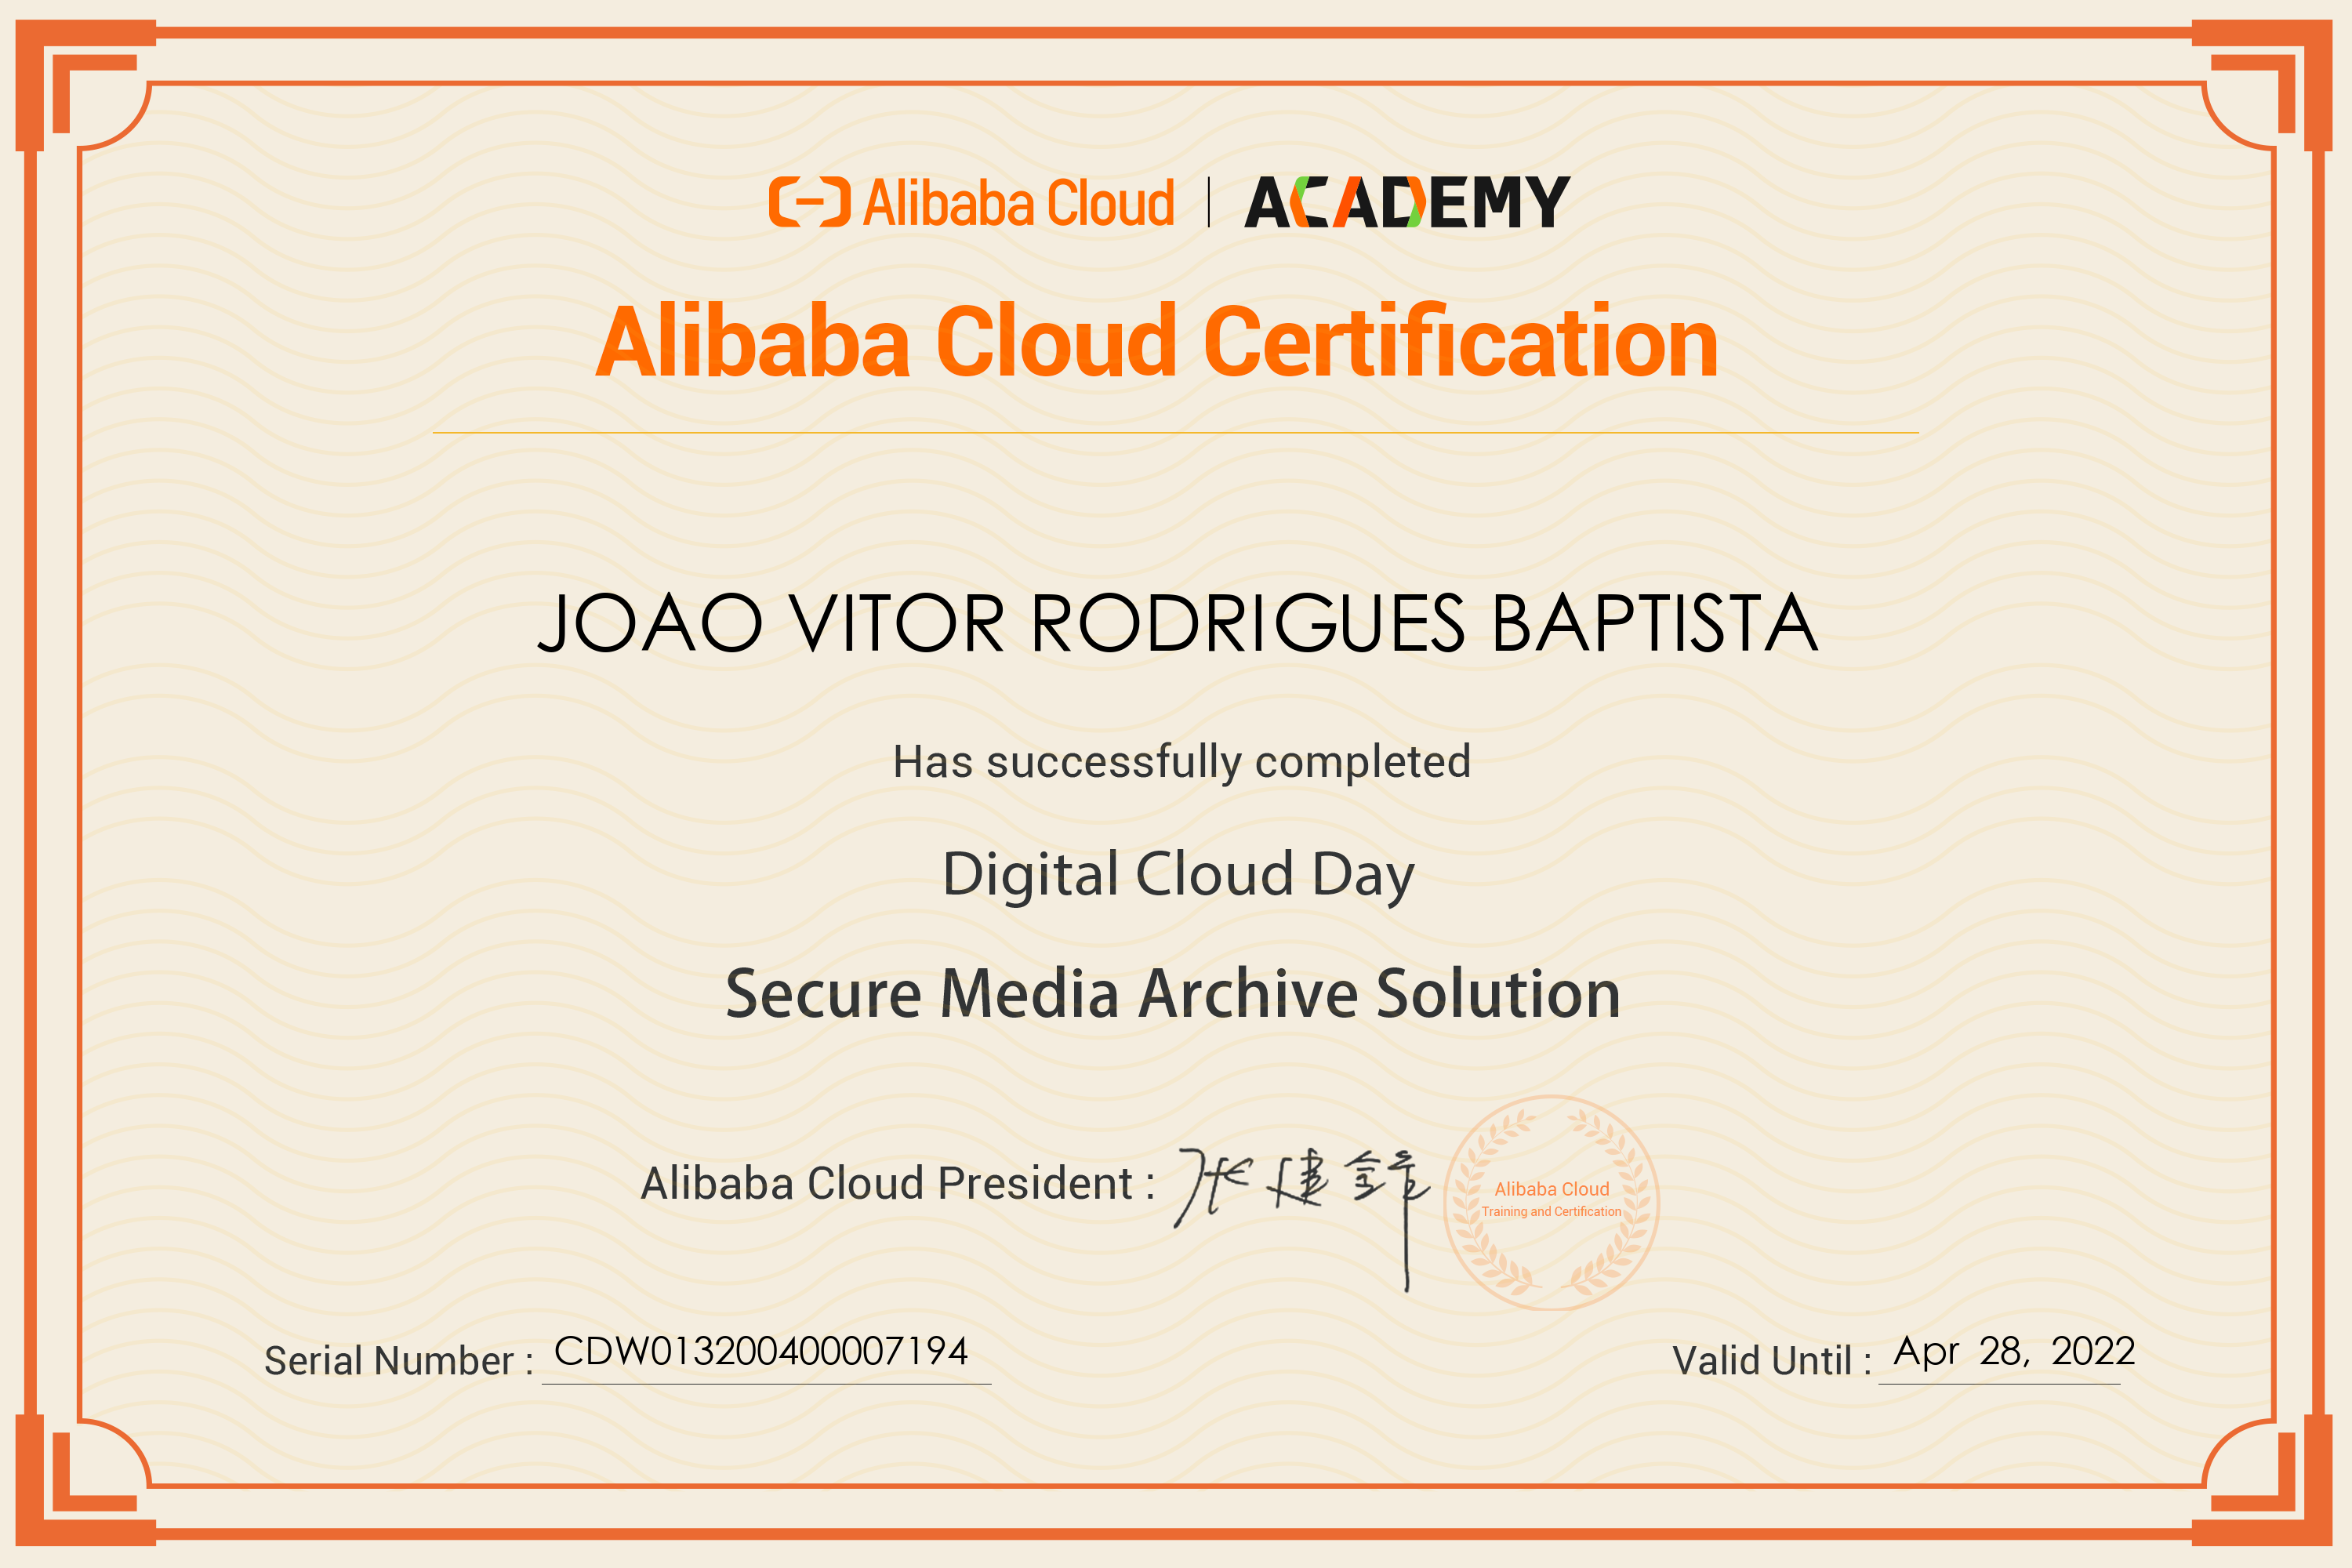 Alibaba Cloud | ACADEMY
Alibaba Cloud Certification
JOAO VITOR RODRIGUES BAPTISTA
Has successfully completed
Digital Cloud Day
Secure Media Archive Solution
Alibaba Cloud President : 张建锋
Alibaba Cloud
Training and Certification
Serial Number : CDW013200400007194
Valid Until : Apr 28, 2022